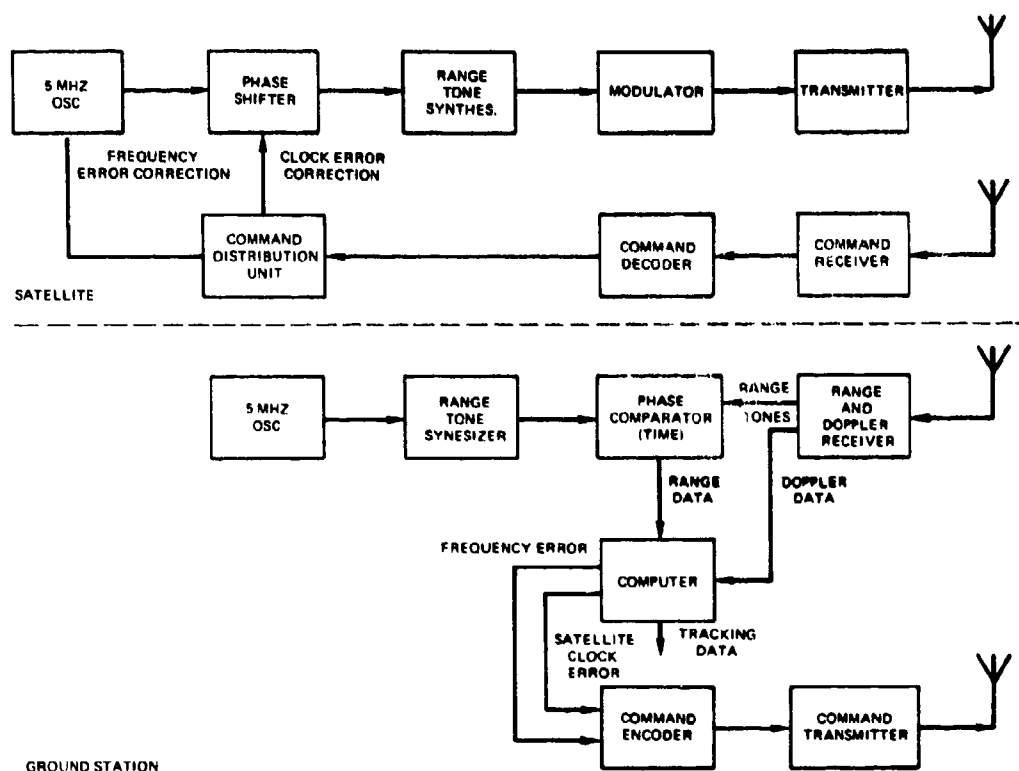 5 MHZ
OSC
PHASE
SHIFTER
RANGE
TONE
SYNTHES.
MODULATOR
TRANSMITTER
FREQUENCY
ERROR CORRECTION
CLOCK ERROR
CORRECTION
COMMAND
DISTRIBUTION
UNIT
COMMAND
DECODER
COMMAND
RECEIVER
SATELLITE
5 MHZ
OSC
RANGE
TONE
SYNESIZER
PHASE
COMPARATOR
(TIME)
RANGE
TONES
RANGE
AND
DOPPLER
RECEIVER
RANGE
DATA
DOPPLER
DATA
FREQUENCY ERROR
COMPUTER
SATELLITE
CLOCK
ERROR
TRACKING
DATA
COMMAND
ENCODER
COMMAND
TRANSMITTER
GROUND STATION